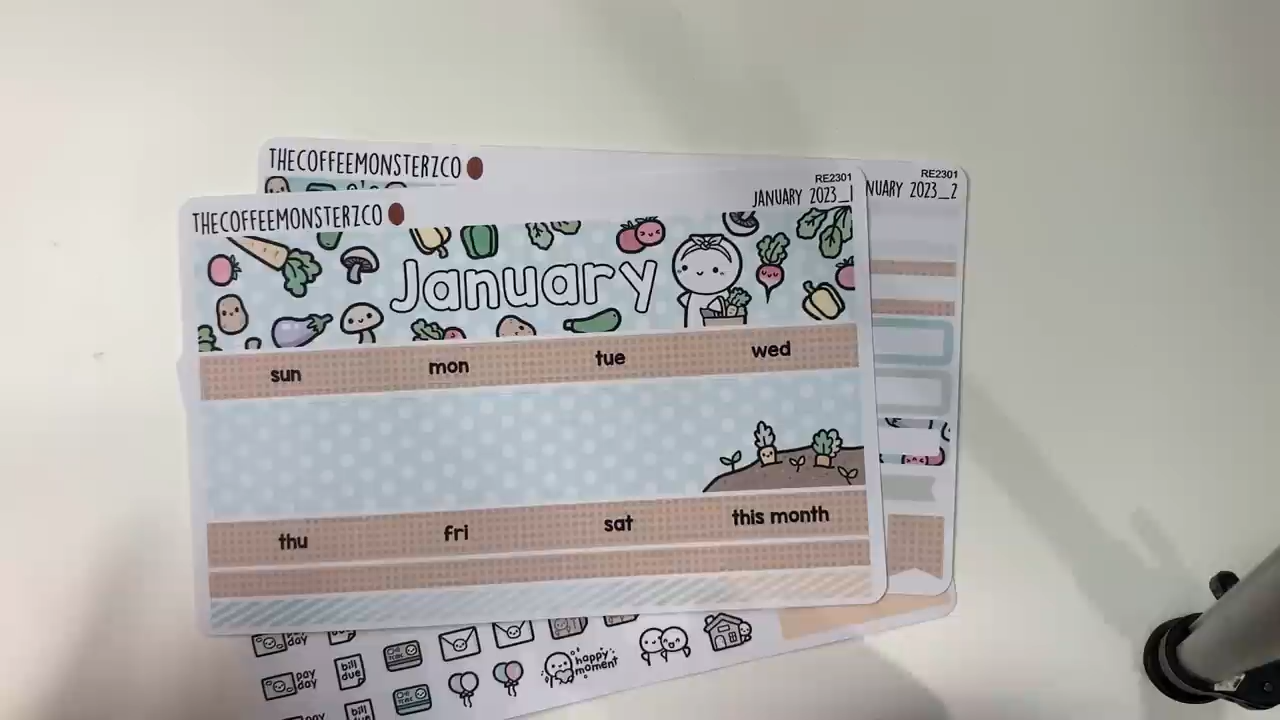 THECOFFEEMONSTERZCO
RE2301
NUARY 2023_2
THECOFFEEMONSTERZCO
RE2301
JANUARY 2023_1
January
sun
mon
tue
wed
thu
fri
sat
this month
day
pay day
bill due
happy moment
pay
bill